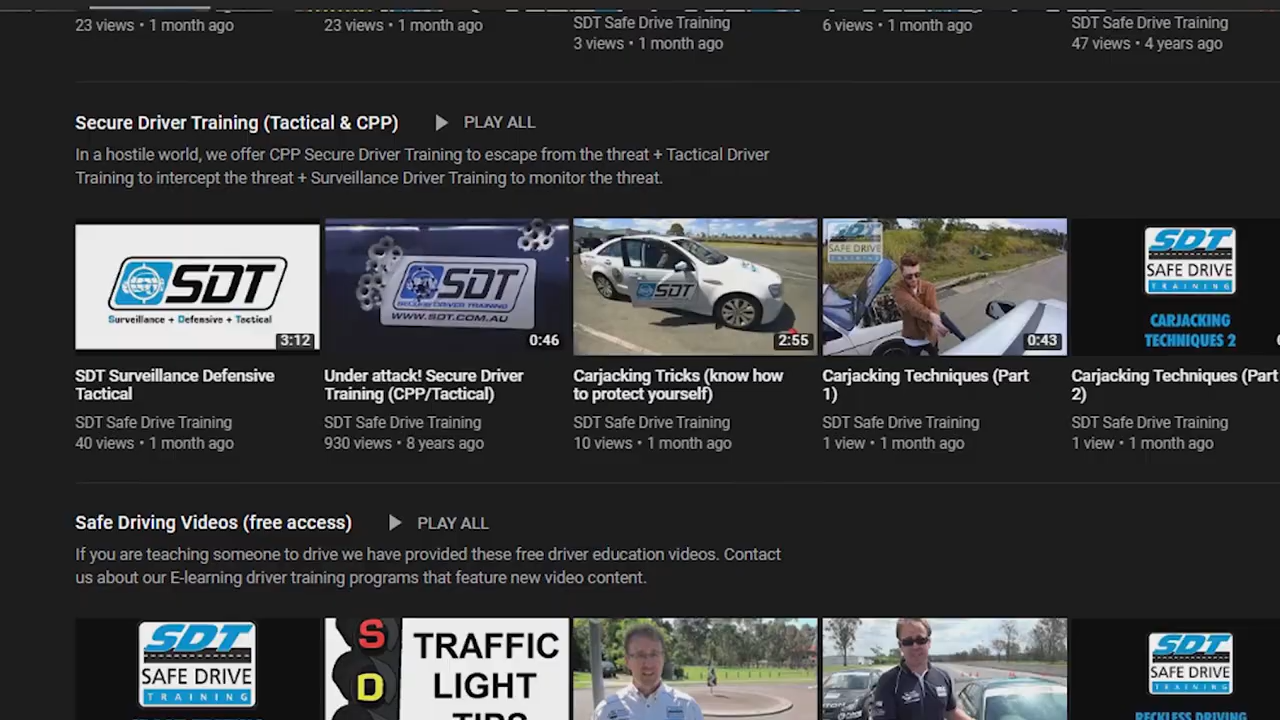 23 views • 1 month ago
23 views • 1 month ago
SDT Safe Drive Training
3 views • 1 month ago
6 views • 1 month ago
SDT Safe Drive Training
47 views • 4 years ago
Secure Driver Training (Tactical & CPP)
PLAY ALL
In a hostile world, we offer CPP Secure Driver Training to escape from the threat + Tactical Driver
Training to intercept the threat + Surveillance Driver Training to monitor the threat.
SDT
Surveillance + Defensive + Tactical
3:12
SDT Surveillance Defensive
Tactical
SDT Safe Drive Training
40 views • 1 month ago
SDT
SECURE DRIVER TRAINING
WWW.SDT.COM.AU
0:46
Under attack! Secure Driver
Training (CPP/Tactical)
SDT Safe Drive Training
930 views • 8 years ago
SDT
2:55
Carjacking Tricks (know how
to protect yourself)
SDT Safe Drive Training
10 views • 1 month ago
SDT
SAFE DRIVE
0:43
Carjacking Techniques (Part
1)
SDT Safe Drive Training
1 view • 1 month ago
SDT
SAFE DRIVE
TRAINING
CARJACKING
TECHNIQUES 2
Carjacking Techniques (Part
2)
SDT Safe Drive Training
1 view • 1 month ago
Safe Driving Videos (free access)
PLAY ALL
If you are teaching someone to drive we have provided these free driver education videos. Contact
us about our E-learning driver training programs that feature new video content.
SDT
SAFE DRIVE
TRAINING
S
D
TRAFFIC
LIGHT
TIPS
SDT
SAFE DRIVE
TRAINING
RECKLESS DRIVING